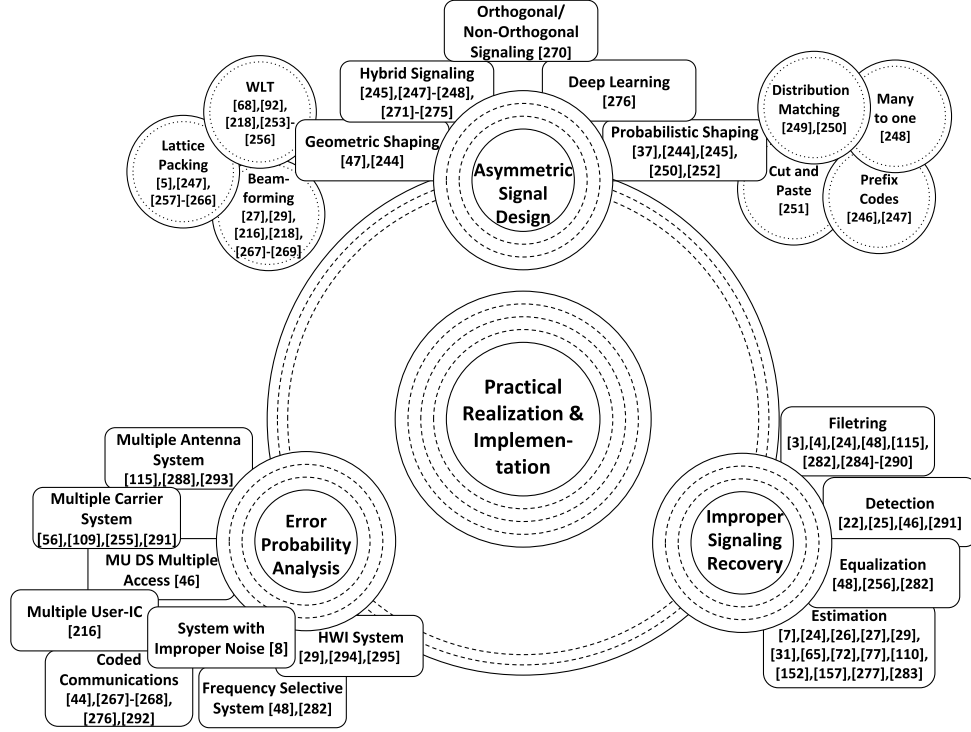 Orthogonal/
Non-Orthogonal
Signaling [270]
Hybrid Signaling
[245],[247]-[248],
[271]-[275]
Deep Learning
[276]
Geometric Shaping
[47],[244]
Probabilistic Shaping
[37],[244],[245],
[250],[252]
WLT
[68],[92],
[218],[253]-
[256]
Lattice
Packing
[5],[247],
[257]-[266]
Beam-
forming
[27],[29],
[216],[218],
[267]-[269]
Distribution
Matching
[249],[250]
Many
to one
[248]
Cut and
Paste
[251]
Prefix
Codes
[246],[247]
Asymmetric
Signal
Design
Practical
Realization &
Implemen-
tation
Multiple Antenna
System
[115],[288],[293]
Multiple Carrier
System
[56],[109],[255],[291]
MU DS Multiple
Access [46]
Multiple User-IC
[216]
System with
Improper Noise [8]
Coded
Communications
[44],[267]-[268],
[276],[292]
Frequency Selective
System [48],[282]
HWI System
[29],[294],[295]
Error
Probability
Analysis
Improper
Signaling
Recovery
Filetring
[3],[4],[24],[48],[115],
[282],[284]-[290]
Detection
[22],[25],[46],[291]
Equalization
[48],[256],[282]
Estimation
[7],[24],[26],[27],[29],
[31],[65],[72],[77],[110],
[152],[157],[277],[283]